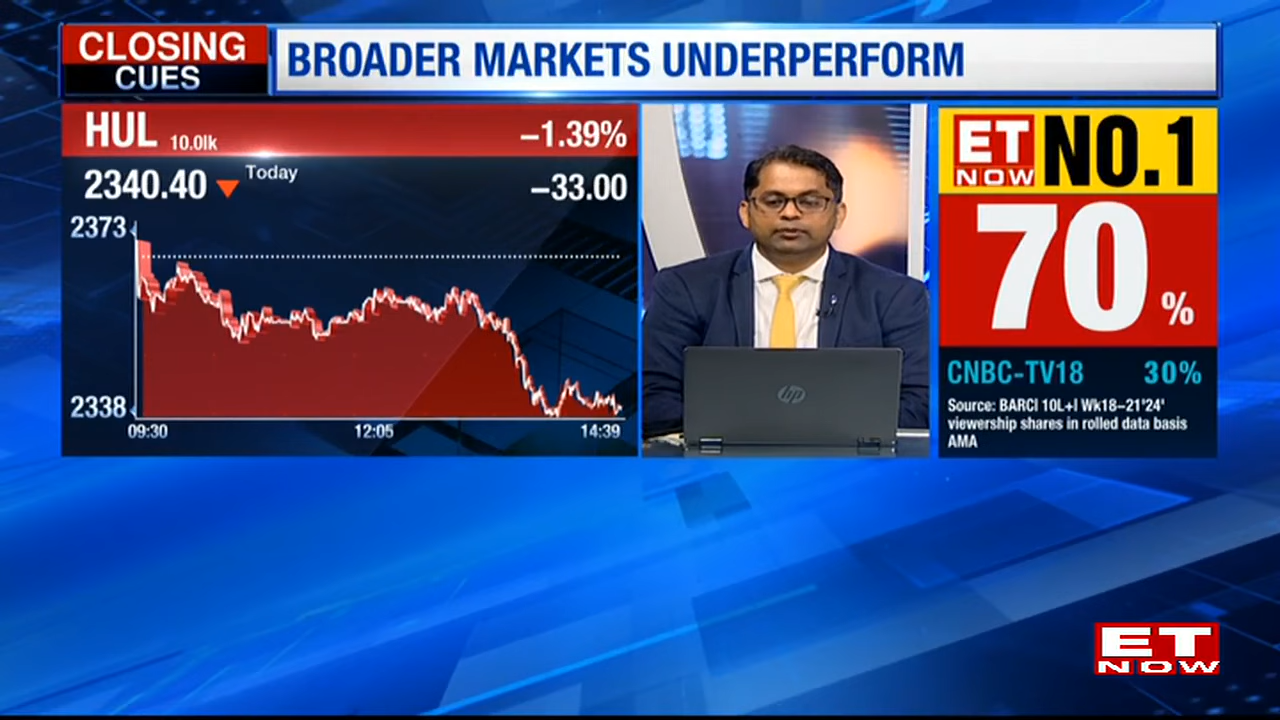 CLOSING
CUES
BROADER MARKETS UNDERPERFORM
HUL 10.0lk
−1.39%
2340.40
Today
−33.00
2373
2338
09:30
12:05
14:39
hp
ET
NOW
NO.1
70 %
CNBC-TV18 30%
Source: BARC| 10L+| Wk18−21'24'
viewership shares in rolled data basis
AMA
ET
NOW